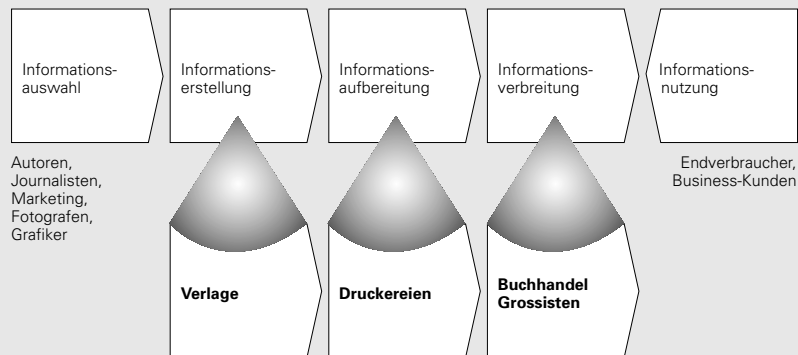 Informations-
auswahl
Informations-
erstellung
Informations-
aufbereitung
Informations-
verbreitung
Informations-
nutzung
Autoren,
Journalisten,
Marketing,
Fotografen,
Grafiker
Endverbraucher,
Business-Kunden
Verlage
Druckereien
Buchhandel
Grossisten